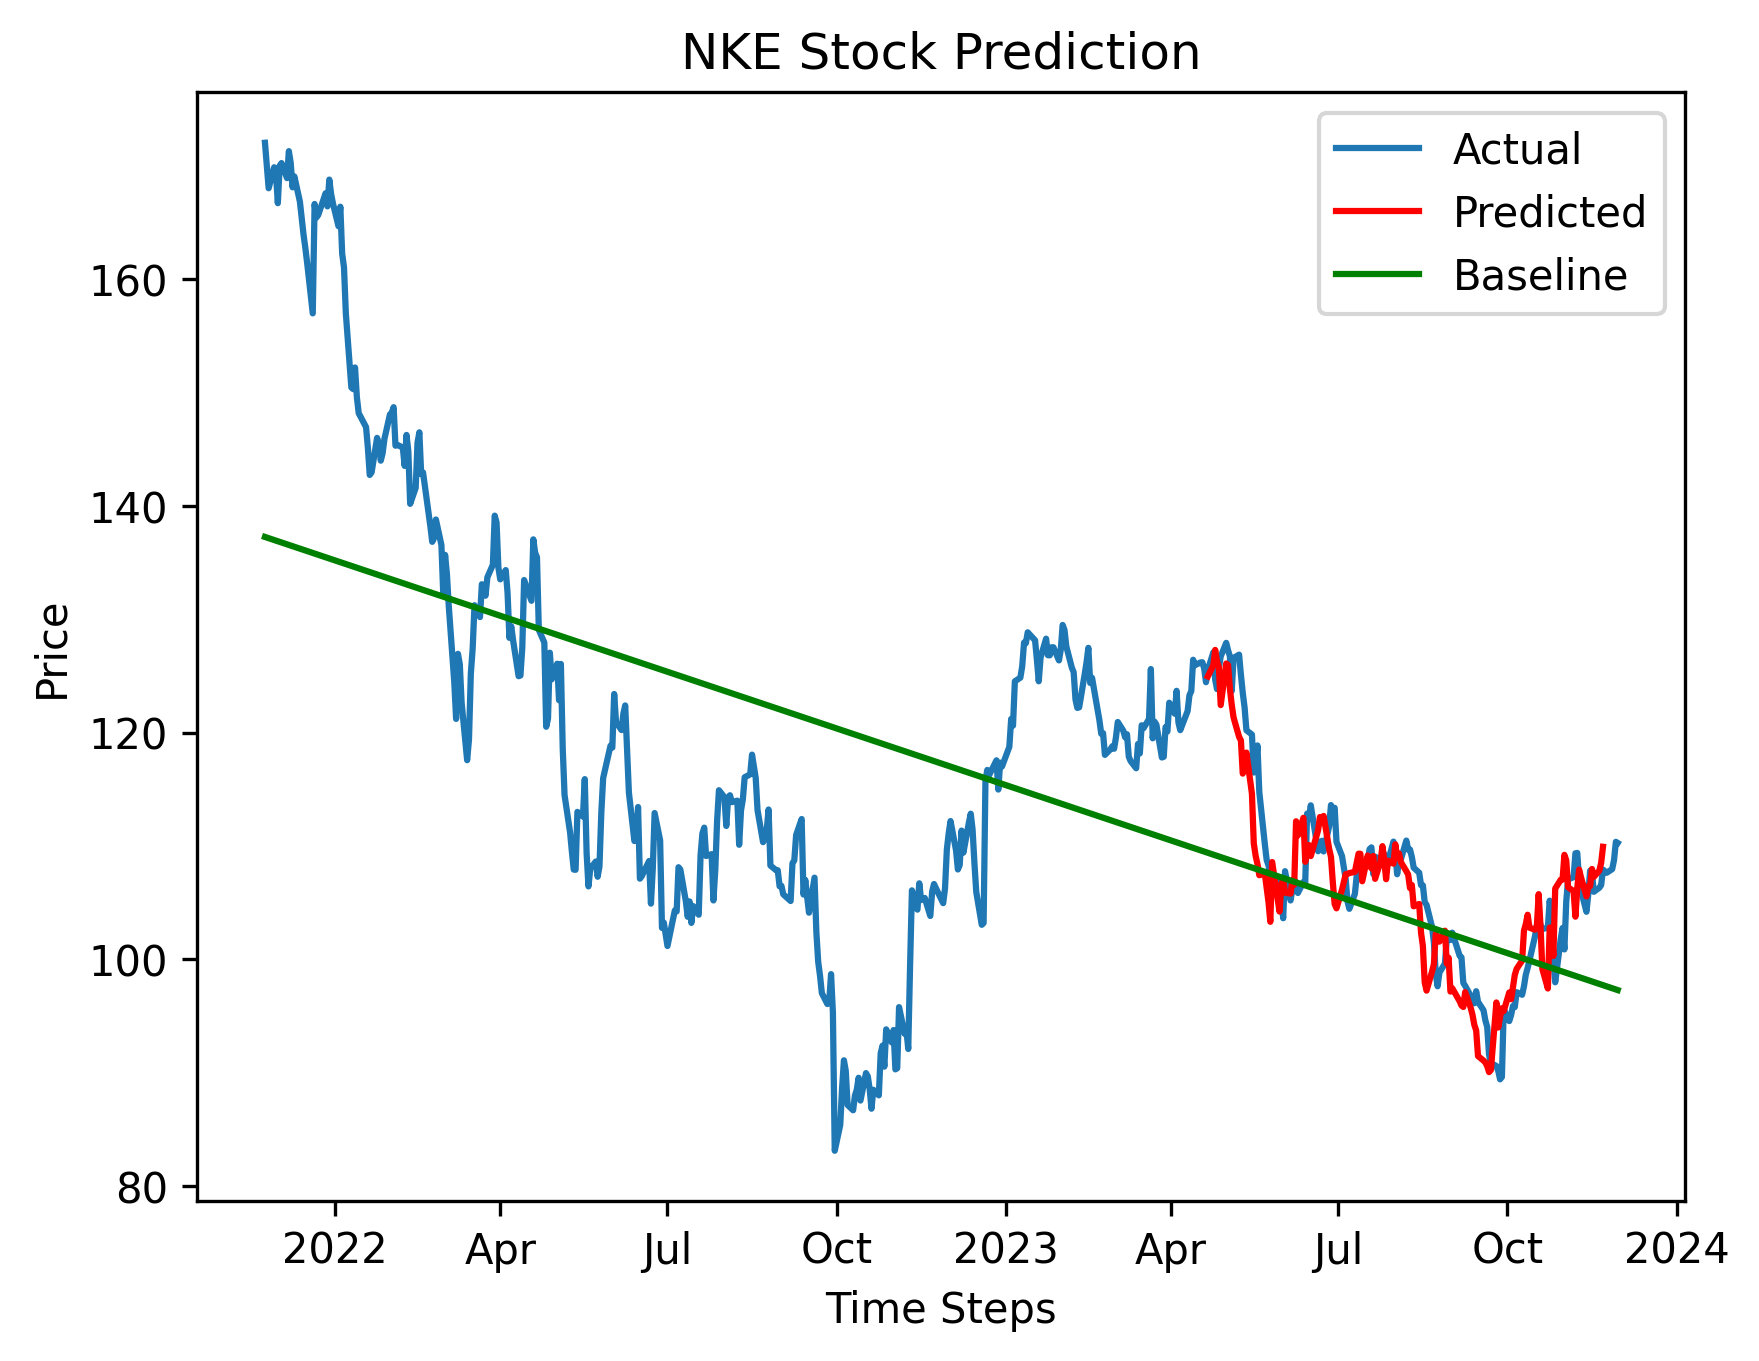 NKE Stock Prediction
Actual
Predicted
Baseline
Price
160
140
120
100
80
2022 Apr Jul Oct 2023 Apr Jul Oct 2024
Time Steps